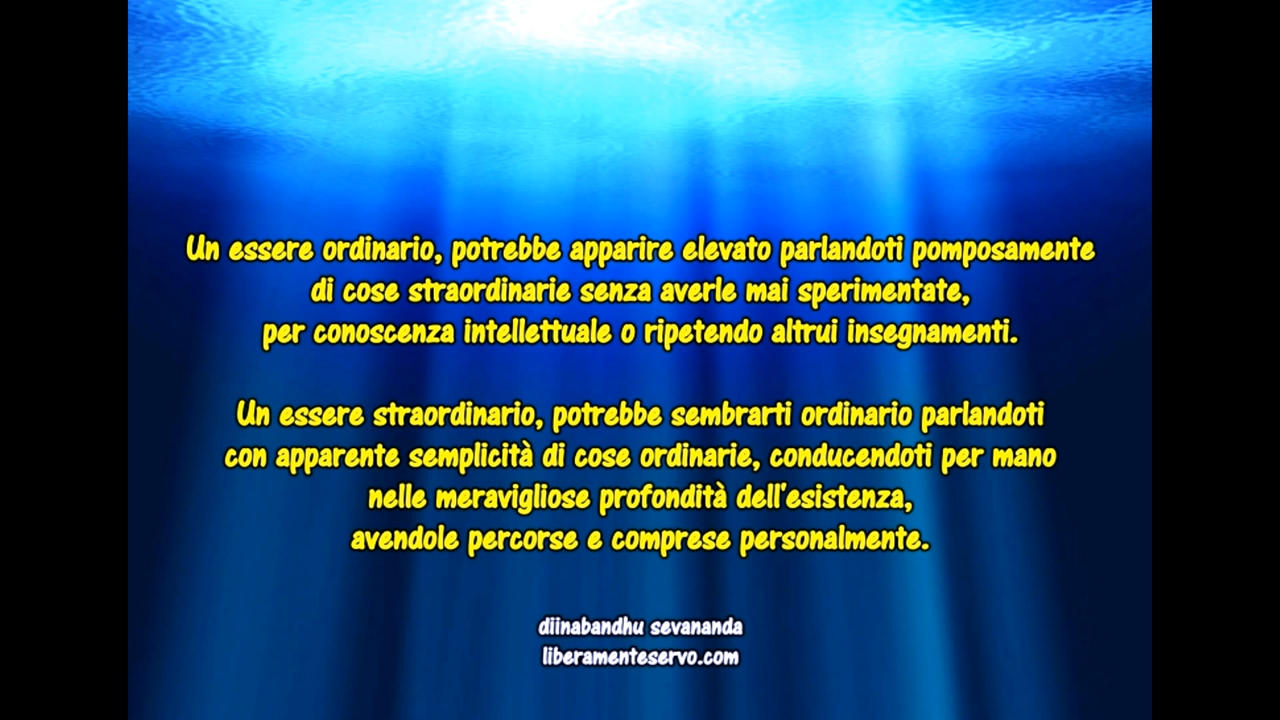 Un essere ordinario, potrebbe apparire elevato parlandoti pomposamente
di cose straordinarie senza averle mai sperimentate,
per conoscenza intellettuale o ripetendo altrui insegnamenti.
Un essere straordinario, potrebbe sembrarti ordinario parlandoti
con apparente semplicità di cose ordinarie, conducendoti per mano
nelle meravigliose profondità dell'esistenza,
avendole percorse e comprese personalmente.
diinabandhu sevananda
liberamenteservo.com